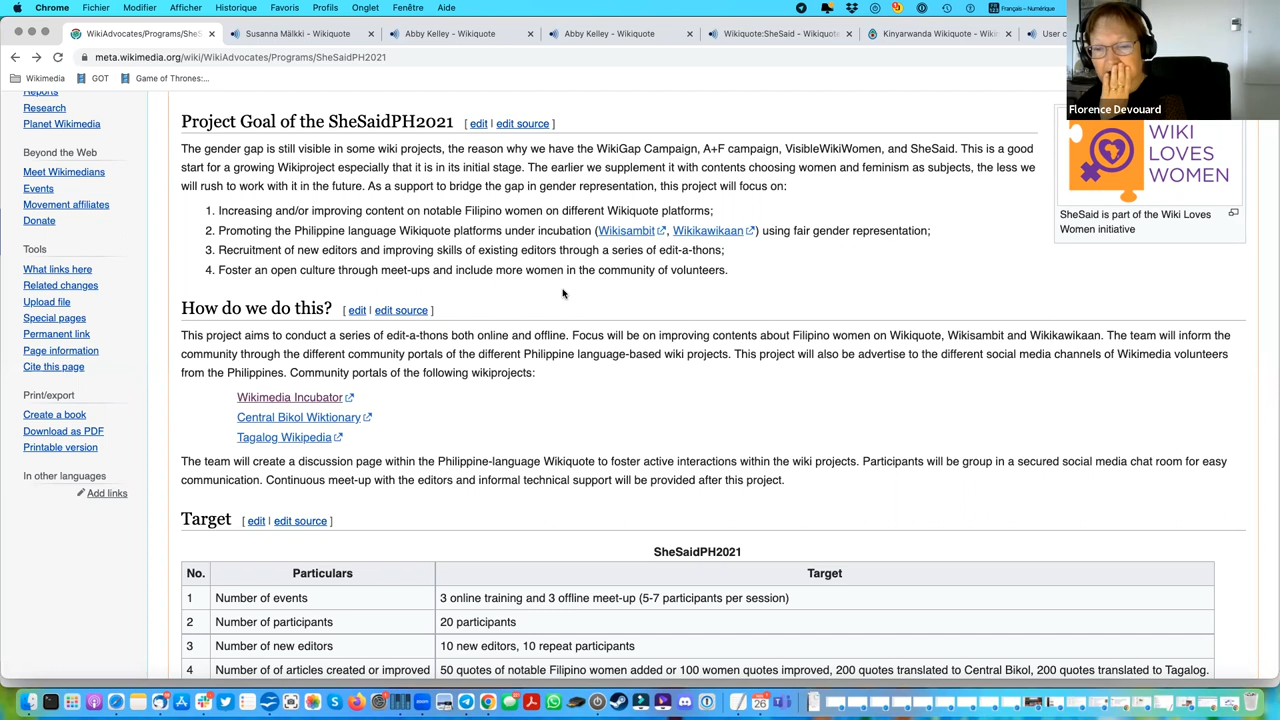 Chrome Fichier Modifier Afficher Historique Favoris Profils Onglet Fenêtre Aide
Français – Numérique
WikiAdvocates/Programs/SheS
Susanna Mälkki - Wikiquote
Abby Kelley - Wikiquote
Abby Kelley - Wikiquote
Wikiquote:SheSaid - Wikiquote
Kinyarwanda Wikiquote - Wikim
User c
meta.wikimedia.org/wiki/WikiAdvocates/Programs/SheSaidPH2021
Wikimedia
GOT
Game of Thrones:...
Florence Devouard
Reports
Research
Planet Wikimedia
Beyond the Web
Meet Wikimedians
Events
Movement affiliates
Donate
Tools
What links here
Related changes
Upload file
Special pages
Permanent link
Page information
Cite this page
Print/export
Create a book
Download as PDF
Printable version
In other languages
Add links
Project Goal of the SheSaidPH2021 [ edit | edit source ]
The gender gap is still visible in some wiki projects, the reason why we have the WikiGap Campaign, A+F campaign, VisibleWikiWomen, and SheSaid. This is a good
start for a growing Wikiproject especially that it is in its initial stage. The earlier we supplement it with contents choosing women and feminism as subjects, the less we
will rush to work with it in the future. As a support to bridge the gap in gender representation, this project will focus on:
1. Increasing and/or improving content on notable Filipino women on different Wikiquote platforms;
2. Promoting the Philippine language Wikiquote platforms under incubation (Wikisambit, Wikikawikaan) using fair gender representation;
3. Recruitment of new editors and improving skills of existing editors through a series of edit-a-thons;
4. Foster an open culture through meet-ups and include more women in the community of volunteers.
WIKI
LOVES
WOMEN
SheSaid is part of the Wiki Loves
Women initiative
How do we do this? [ edit | edit source ]
This project aims to conduct a series of edit-a-thons both online and offline. Focus will be on improving contents about Filipino women on Wikiquote, Wikisambit and Wikikawikaan. The team will inform the
community through the different community portals of the different Philippine language-based wiki projects. This project will also be advertise to the different social media channels of Wikimedia volunteers
from the Philippines. Community portals of the following wikiprojects:
Wikimedia Incubator
Central Bikol Wiktionary
Tagalog Wikipedia
The team will create a discussion page within the Philippine-language Wikiquote to foster active interactions within the wiki projects. Participants will be group in a secured social media chat room for easy
communication. Continuous meet-up with the editors and informal technical support will be provided after this project.
Target [ edit | edit source ]
SheSaidPH2021
No. Particulars Target
1 Number of events 3 online training and 3 offline meet-up (5-7 participants per session)
2 Number of participants 20 participants
3 Number of new editors 10 new editors, 10 repeat participants
4 Number of of articles created or improved 50 quotes of notable Filipino women added or 100 women quotes improved, 200 quotes translated to Central Bikol, 200 quotes translated to Tagalog.
26